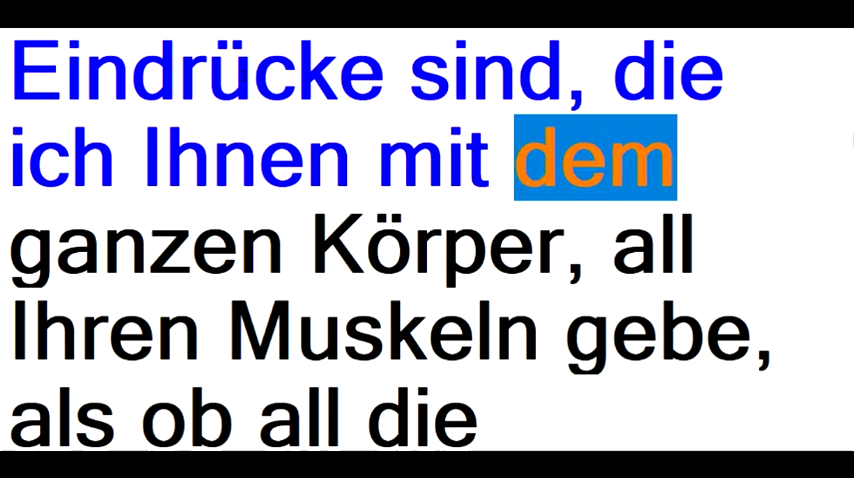 Eindrücke sind, die
ich Ihnen mit dem
ganzen Körper, all
Ihren Muskeln gebe,
als ob all die